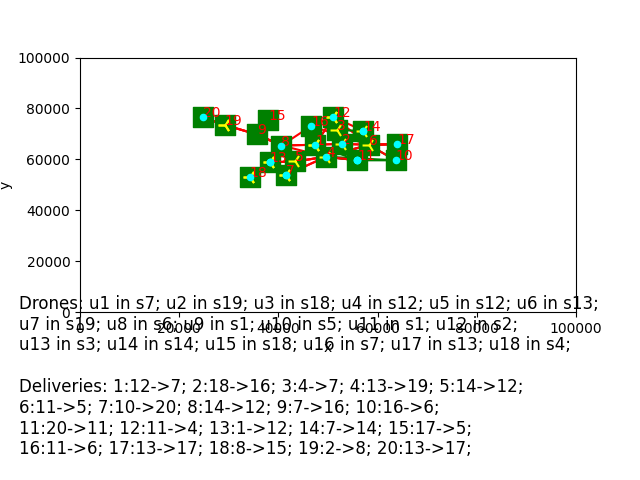 100000
80000
60000
40000
20000
0
y
0 20000 40000 60000 80000 100000
x
12
15
14
17
Drones: u1 in s7; u2 in s19; u3 in s18; u4 in s12; u5 in s12; u6 in s13;
u7 in s19; u8 in s6; u9 in s1; u10 in s5; u11 in s1; u12 in s2;
u13 in s3; u14 in s14; u15 in s18; u16 in s7; u17 in s13; u18 in s4;
Deliveries: 1:12->7; 2:18->16; 3:4->7; 4:13->19; 5:14->12;
6:11->5; 7:10->20; 8:14->12; 9:7->16; 10:16->6;
11:20->11; 12:11->4; 13:1->12; 14:7->14; 15:17->5;
16:11->6; 17:13->17; 18:8->15; 19:2->8; 20:13->17;